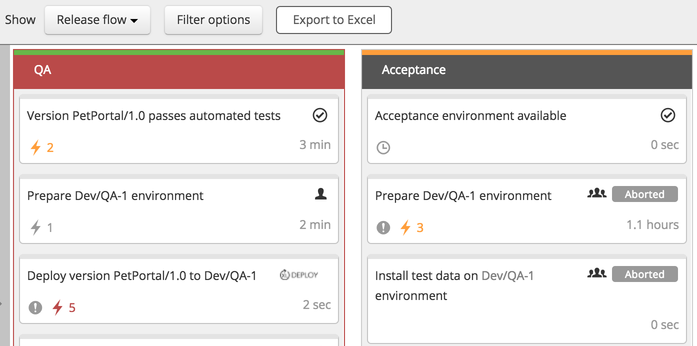 Show Release flow Filter options Export to Excel
QA
Version PetPortal/1.0 passes automated tests
2 3 min
Prepare Dev/QA-1 environment
1 2 min
Deploy version PetPortal/1.0 to Dev/QA-1 DEPLOY
5 2 sec
Acceptance
Acceptance environment available
0 sec
Prepare Dev/QA-1 environment Aborted
3 1.1 hours
Install test data on Dev/QA-1 Aborted
environment
0 sec